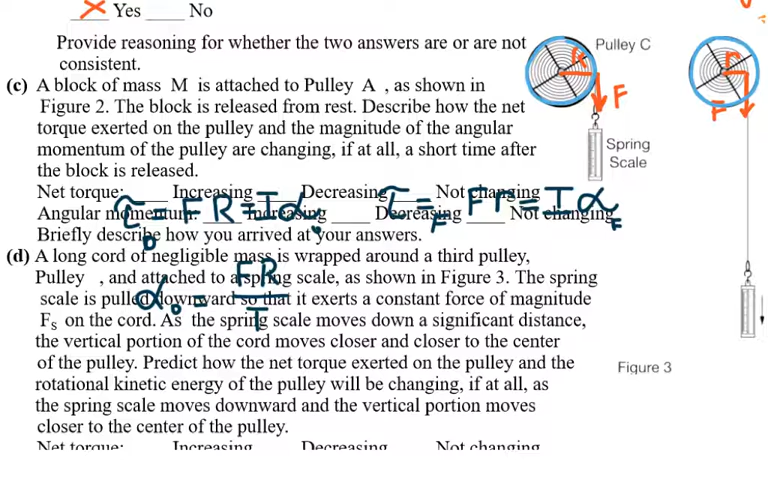 Yes ____ No
Provide reasoning for whether the two answers are or are not
consistent.
Pulley C
R
r
F
F
(c) A block of mass M is attached to Pulley A , as shown in
Figure 2. The block is released from rest. Describe how the net
torque exerted on the pulley and the magnitude of the angular
momentum of the pulley are changing, if at all, a short time after
the block is released.
Spring
Scale
Net torque: ____ Increasing ____ Decreasing ____ Not changing
τ₀ = FR = Iα₀
τF = Fr = IαF
Angular momentum: ____ Increasing ____ Decreasing ____ Not changing
Briefly describe how you arrived at your answers.
(d) A long cord of negligible mass is wrapped around a third pulley,
Pulley , and attached to a spring scale, as shown in Figure 3. The spring
α₀ = FR/I
scale is pulled downward so that it exerts a constant force of magnitude
Fs on the cord. As the spring scale moves down a significant distance,
the vertical portion of the cord moves closer and closer to the center
of the pulley. Predict how the net torque exerted on the pulley and the
rotational kinetic energy of the pulley will be changing, if at all, as
the spring scale moves downward and the vertical portion moves
closer to the center of the pulley.
Figure 3
Net torque: Increasing Decreasing Not changing